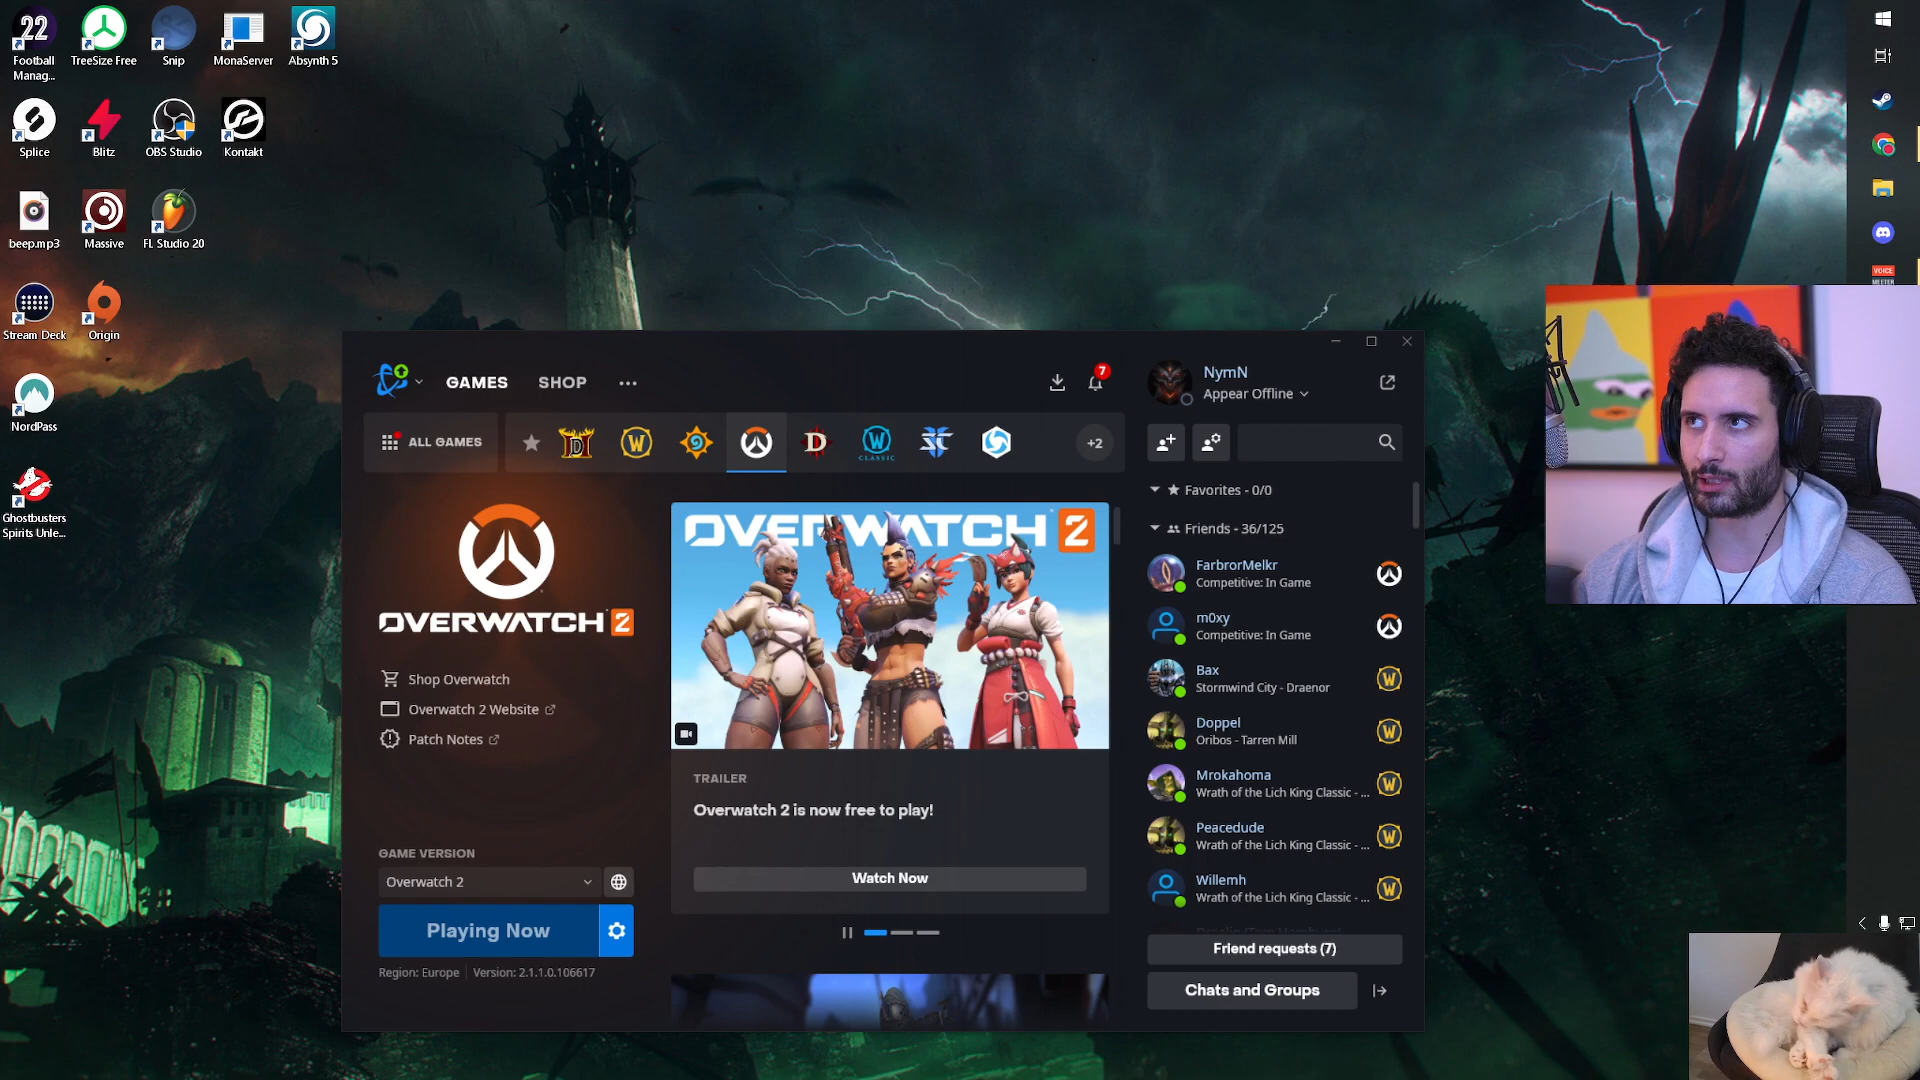 22
Football
Manag...
TreeSize Free
Snip
MonaServer
Absynth 5
Splice
Blitz
OBS Studio
Kontakt
beep.mp3
Massive
FL Studio 20
Stream Deck
Origin
NordPass
Ghostbusters
Spirits Unle...
VOICE
MEETER
GAMES
SHOP
7
NymN
Appear Offline
ALL GAMES
CLASSIC
+2
Favorites - 0/0
Friends - 36/125
FarbrorMelkr
Competitive: In Game
m0xy
Competitive: In Game
Bax
Stormwind City - Draenor
Doppel
Oribos - Tarren Mill
Mrokahoma
Wrath of the Lich King Classic - ...
Peacedude
Wrath of the Lich King Classic - ...
Willemh
Wrath of the Lich King Classic - ...
Friend requests (7)
Chats and Groups
OVERWATCH 2
Shop Overwatch
Overwatch 2 Website
Patch Notes
GAME VERSION
Overwatch 2
Playing Now
Region: Europe
Version: 2.1.1.0.106617
OVERWATCH 2
TRAILER
Overwatch 2 is now free to play!
Watch Now